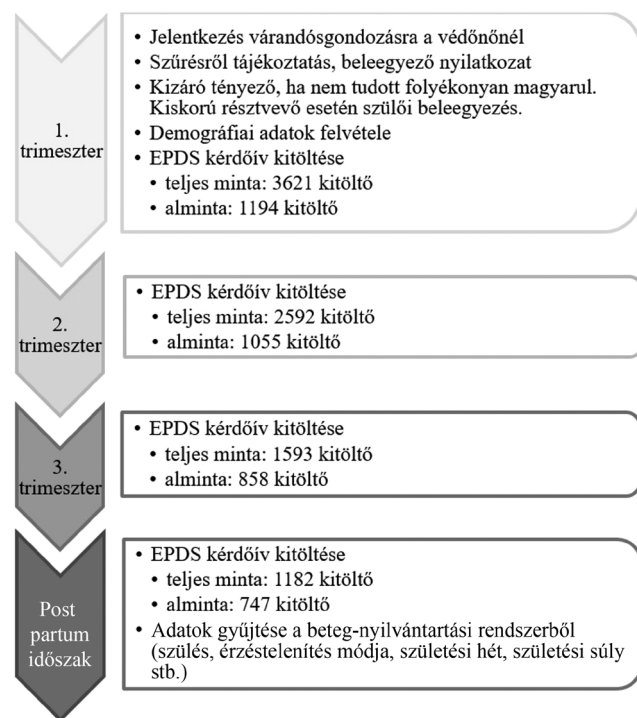 1.
trimeszter
• Jelentkezés várandósgondozásra a védőnőnél
• Szűrésről tájékoztatás, beleegyező nyilatkozat
• Kizáró tényező, ha nem tudott folyékonyan magyarul.
Kiskorú résztvevő esetén szülői beleegyezés.
• Demográfiai adatok felvétele
• EPDS kérdőív kitöltése
• teljes minta: 3621 kitöltő
• alminta: 1194 kitöltő
2.
trimeszter
• EPDS kérdőív kitöltése
• teljes minta: 2592 kitöltő
• alminta: 1055 kitöltő
3.
trimeszter
• EPDS kérdőív kitöltése
• teljes minta: 1593 kitöltő
• alminta: 858 kitöltő
Post
partum
időszak
• EPDS kérdőív kitöltése
• teljes minta: 1182 kitöltő
• alminta: 747 kitöltő
• Adatok gyűjtése a beteg-nyilvántartási rendszerből
(szülés, érzéstelenítés módja, születési hét, születési súly
stb.)